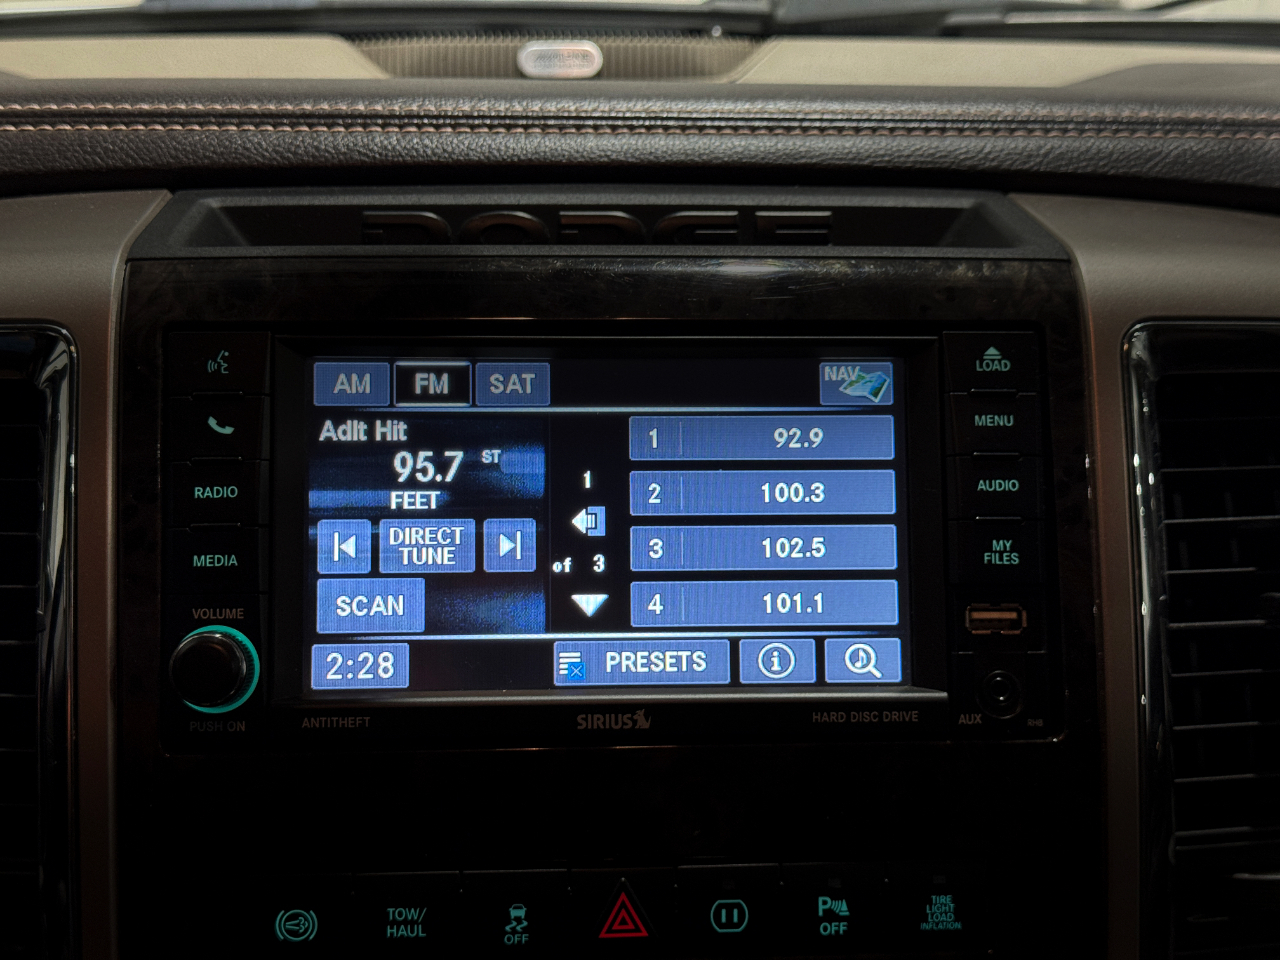 DODGE
LOAD
MENU
RADIO
AUDIO
MEDIA
MY
FILES
VOLUME
PUSH ON
AM FM SAT NAV
Adlt Hit
95.7 ST
FEET
DIRECT
TUNE
SCAN
1
of 3
1 92.9
2 100.3
3 102.5
4 101.1
2:28 PRESETS i
ANTITHEFT SIRIUS HARD DISC DRIVE AUX RHB
TOW/
HAUL
OFF
P
OFF
TIRE
LIGHT
LOAD
INFLATION